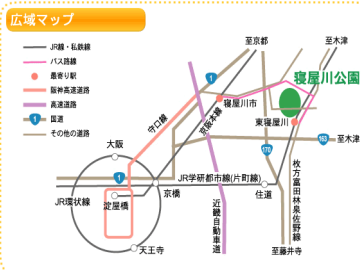 広域マップ
JR線・私鉄線
バス路線
最寄り駅
阪神高速道路
高速道路
1 国道
その他の道路
至京都
至木津
1
寝屋川公園
寝屋川市
東寝屋川
京阪本線
守口線
163
至木津
170
大阪
1
JR学研都市線(片町線)
京橋
住道
JR環状線
淀屋橋
近畿自動車道
枚方富田林泉佐野線
天王寺
至藤井寺